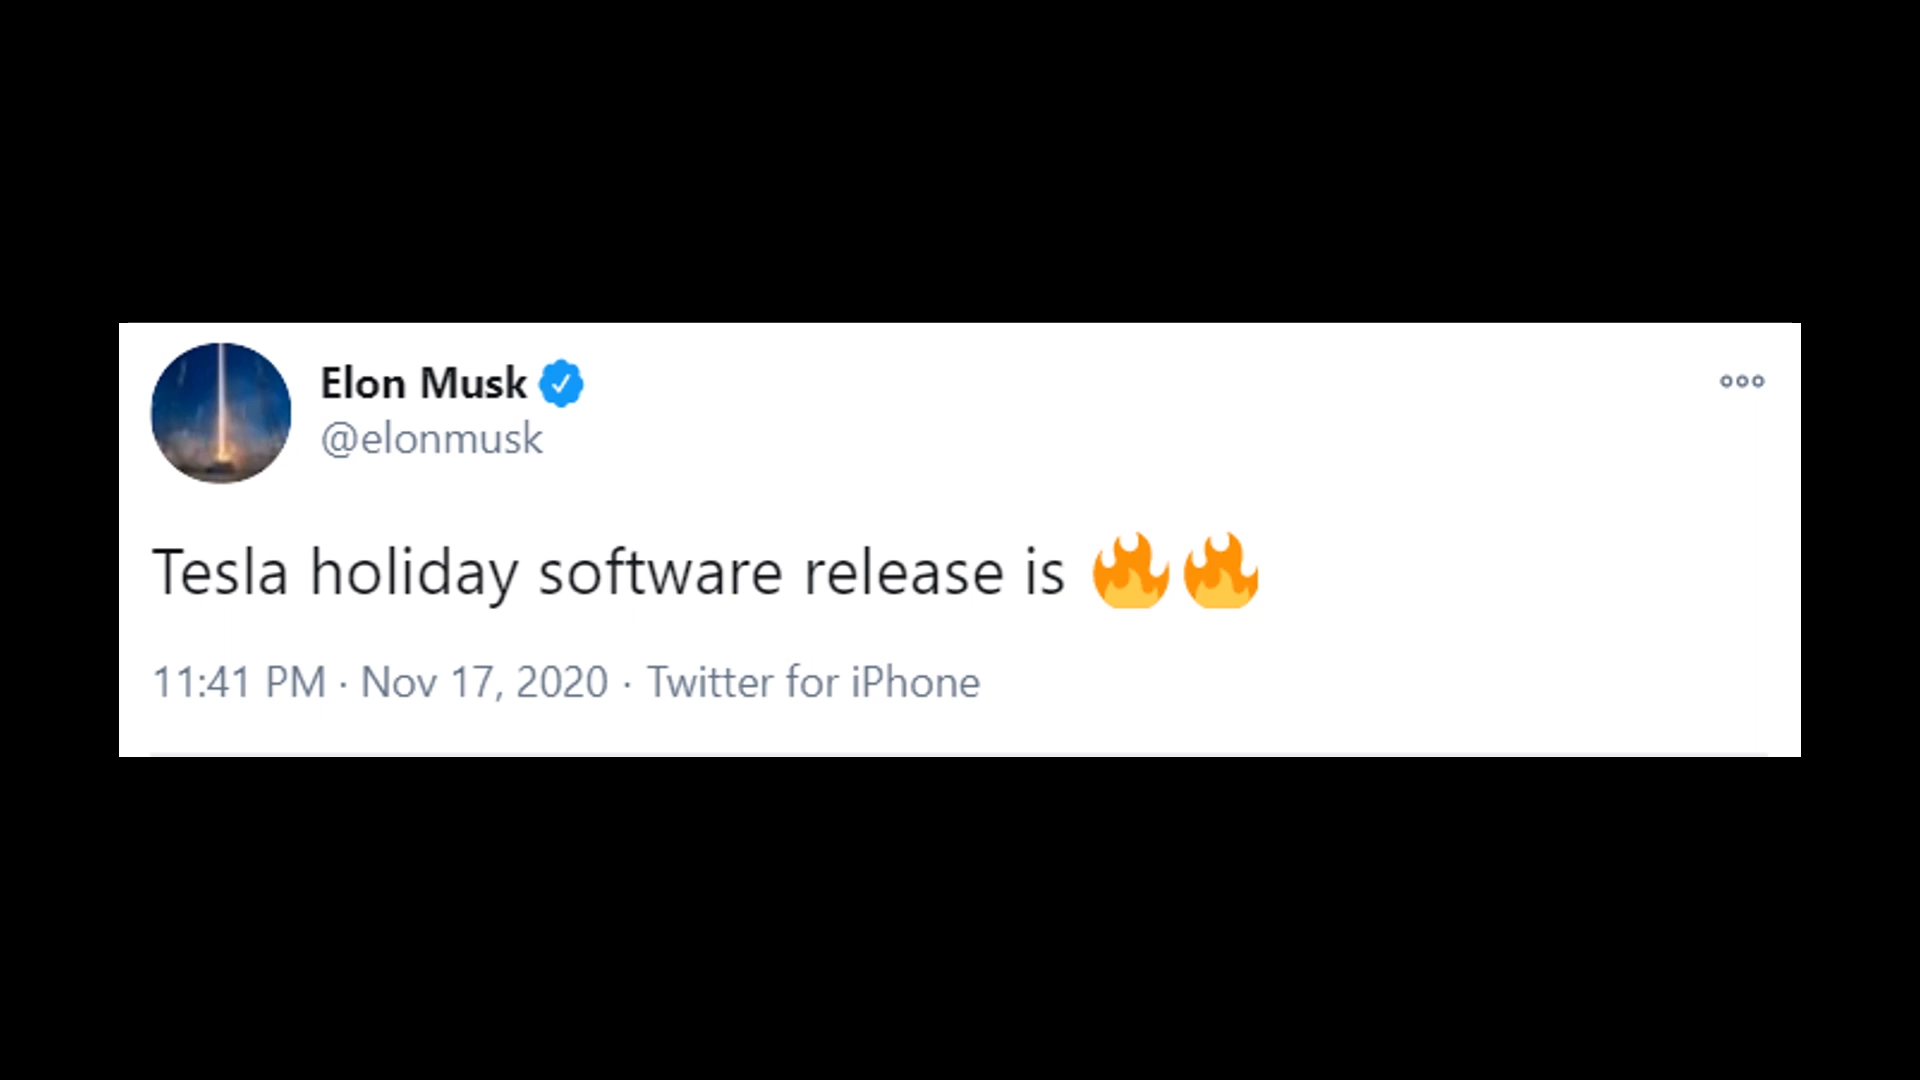 Elon Musk
@elonmusk
Tesla holiday software release is 🔥🔥
11:41 PM · Nov 17, 2020 · Twitter for iPhone